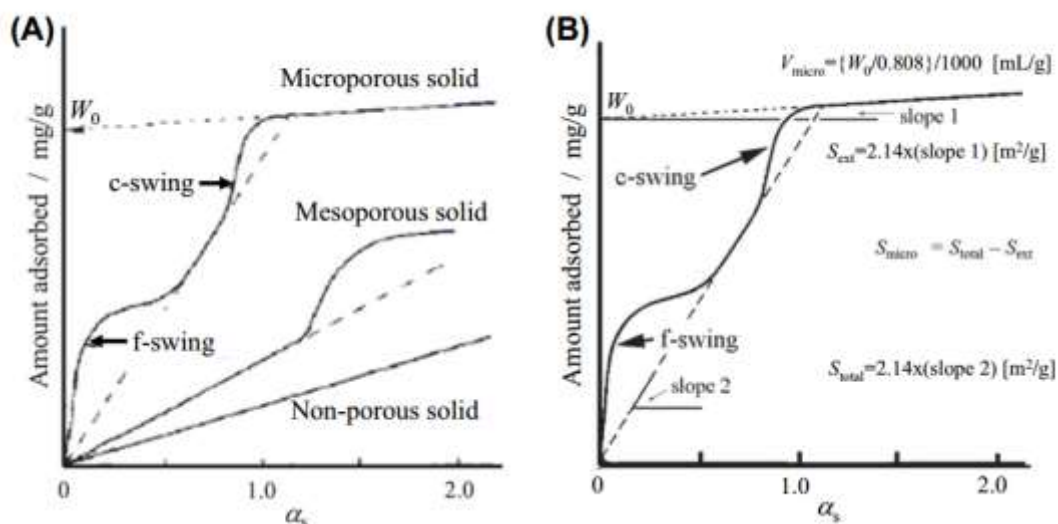 (A)
Microporous solid
W₀
c-swing
Mesoporous solid
f-swing
Non-porous solid
Amount adsorbed / mg/g
0
1.0
2.0
αs
(B)
Vmicro={W₀/0.808}/1000 [mL/g]
W₀
slope 1
Sext=2.14x(slope 1) [m²/g]
c-swing
Smicro = Stotal – Sext
f-swing
Stotal=2.14x(slope 2) [m²/g]
slope 2
Amount adsorbed / mg/g
0
1.0
2.0
αs